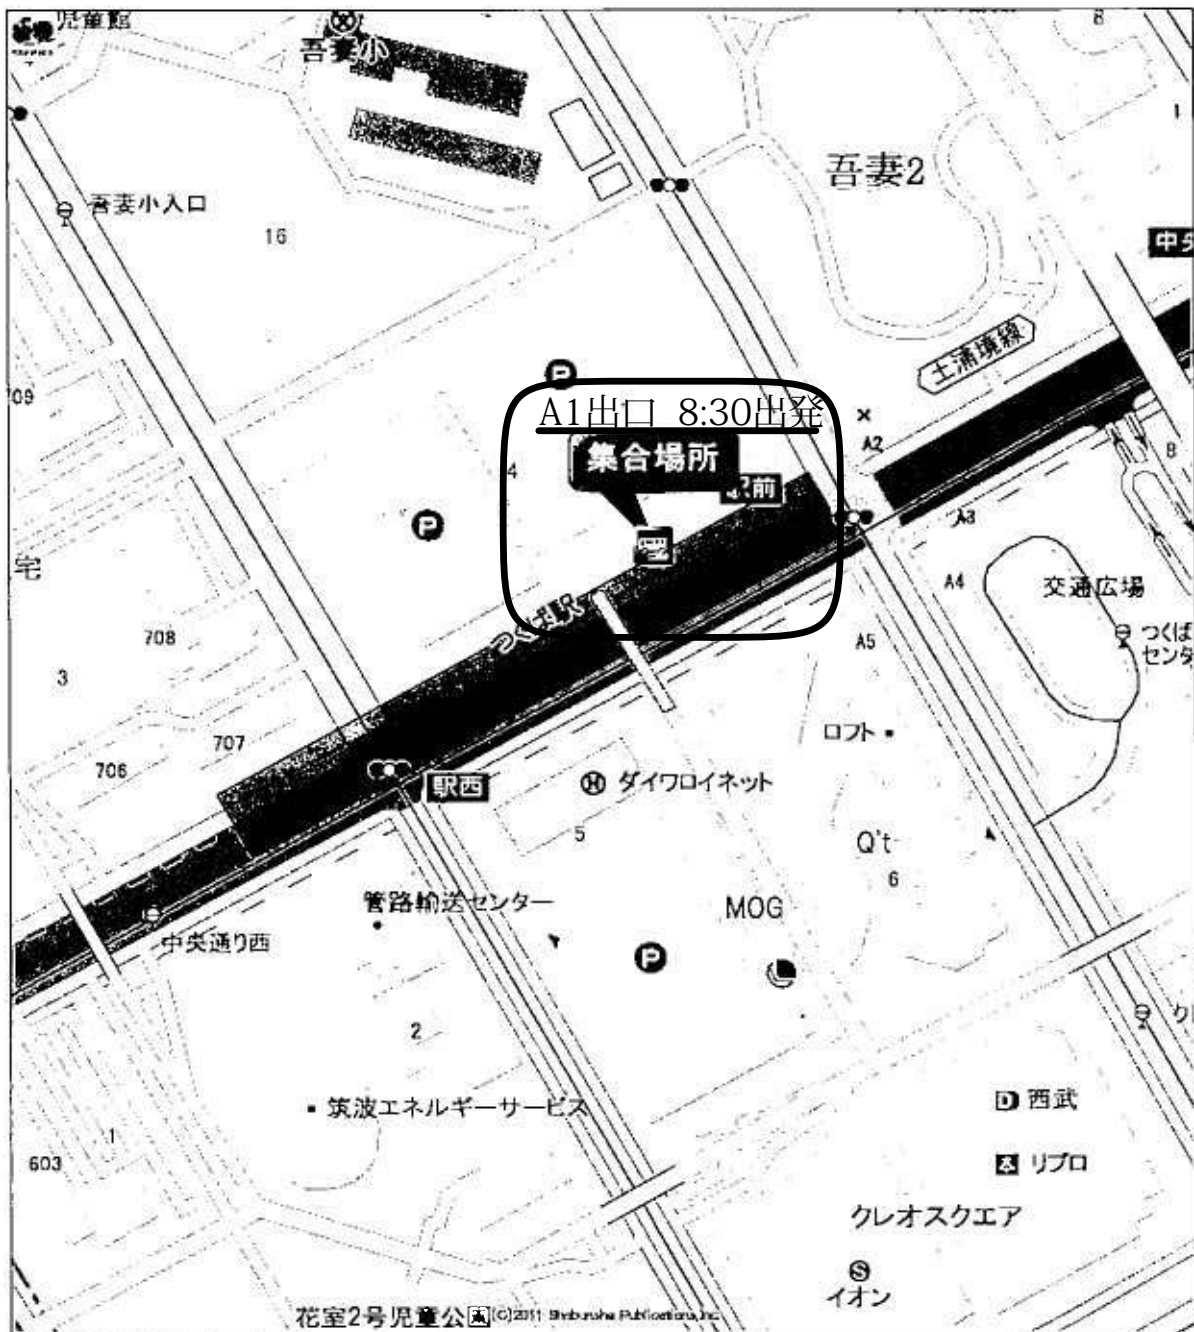 児童館
吾妻小
8
1
吾妻2
吾妻小入口
16
中央
土浦境線
09
A1出口 8:30出発
A2
集合場所
4
駅前
8
A3
宅
A4
交通広場
つくば駅
708
A5
つくば
センタ
3
ロフト
707
706
駅西
ダイワロイネット
5
Q't
6
管路輸送センター
MOG
中央通り西
2
筑波エネルギーサービス
西武
1
603
リブロ
クレオスクエア
イオン
花室2号児童公園